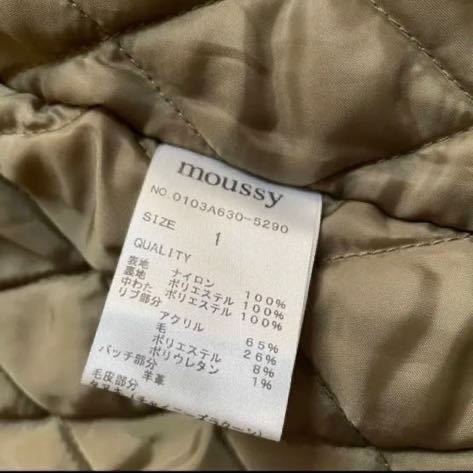 moussy
NO. 0103A630-5290
SIZE 1
QUALITY
表地 ナイロン 100%
裏地 ポリエステル 100%
中わた ポリエステル 100%
リブ部分
アクリル 65%
毛 26%
ポリエステル 8%
ポリウレタン 1%
パッチ部分 羊革
毛皮部分